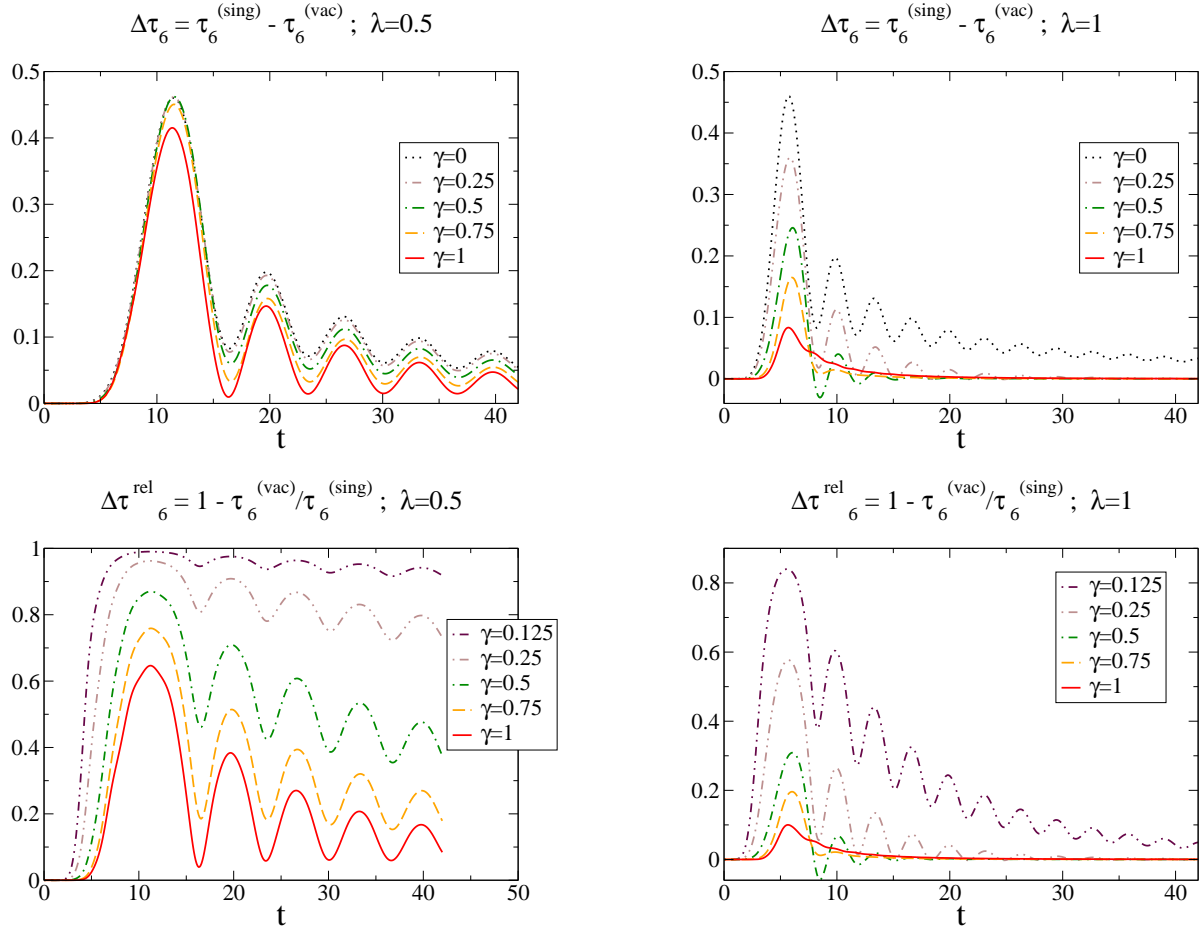 Δτ₆ = τ₆^(sing) - τ₆^(vac) ; λ=0.5
0.5
0.4
0.3
0.2
0.1
0
0 10 20 30 40
t
γ=0
γ=0.25
γ=0.5
γ=0.75
γ=1
Δτ₆ = τ₆^(sing) - τ₆^(vac) ; λ=1
0.5
0.4
0.3
0.2
0.1
0
0 10 20 30 40
t
γ=0
γ=0.25
γ=0.5
γ=0.75
γ=1
Δτ^rel₆ = 1 - τ₆^(vac)/τ₆^(sing) ; λ=0.5
1
0.8
0.6
0.4
0.2
0
0 10 20 30 40 50
t
γ=0.125
γ=0.25
γ=0.5
γ=0.75
γ=1
Δτ^rel₆ = 1 - τ₆^(vac)/τ₆^(sing) ; λ=1
0.8
0.6
0.4
0.2
0
0 10 20 30 40
t
γ=0.125
γ=0.25
γ=0.5
γ=0.75
γ=1